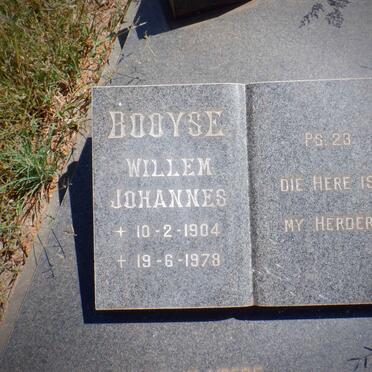 BOOYSE
WILLEM
JOHANNES
+ 10-2-1904
+ 19-6-1978
PS. 23
DIE HERE IS
MY HERDER